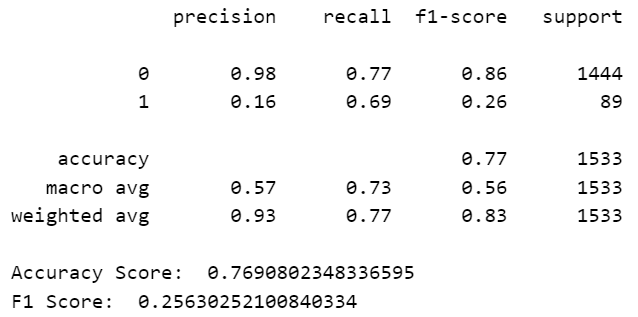 precision recall f1-score support
0 0.98 0.77 0.86 1444
1 0.16 0.69 0.26 89
accuracy 0.77 1533
macro avg 0.57 0.73 0.56 1533
weighted avg 0.93 0.77 0.83 1533
Accuracy Score: 0.7690802348336595
F1 Score: 0.25630252100840334